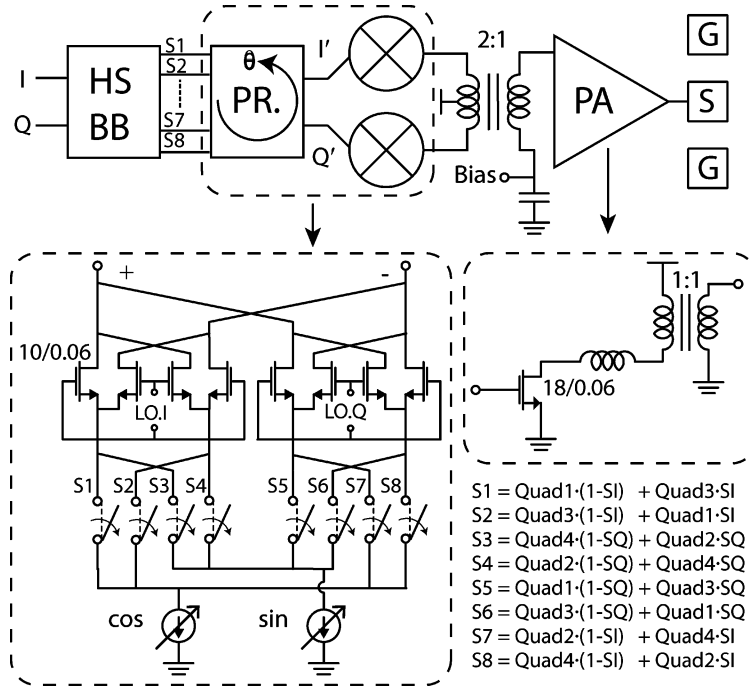 I
Q
HS
BB
S1
S2
S7
S8
θ
PR.
I′
Q′
2:1
Bias
PA
G
S
G
+
-
10/0.06
LO.I
LO.Q
S1 S2 S3 S4 S5 S6 S7 S8
cos
sin
1:1
18/0.06
S1 = Quad1·(1-SI) + Quad3·SI
S2 = Quad3·(1-SI) + Quad1·SI
S3 = Quad4·(1-SQ) + Quad2·SQ
S4 = Quad2·(1-SQ) + Quad4·SQ
S5 = Quad1·(1-SQ) + Quad3·SQ
S6 = Quad3·(1-SQ) + Quad1·SQ
S7 = Quad2·(1-SI) + Quad4·SI
S8 = Quad4·(1-SI) + Quad2·SI